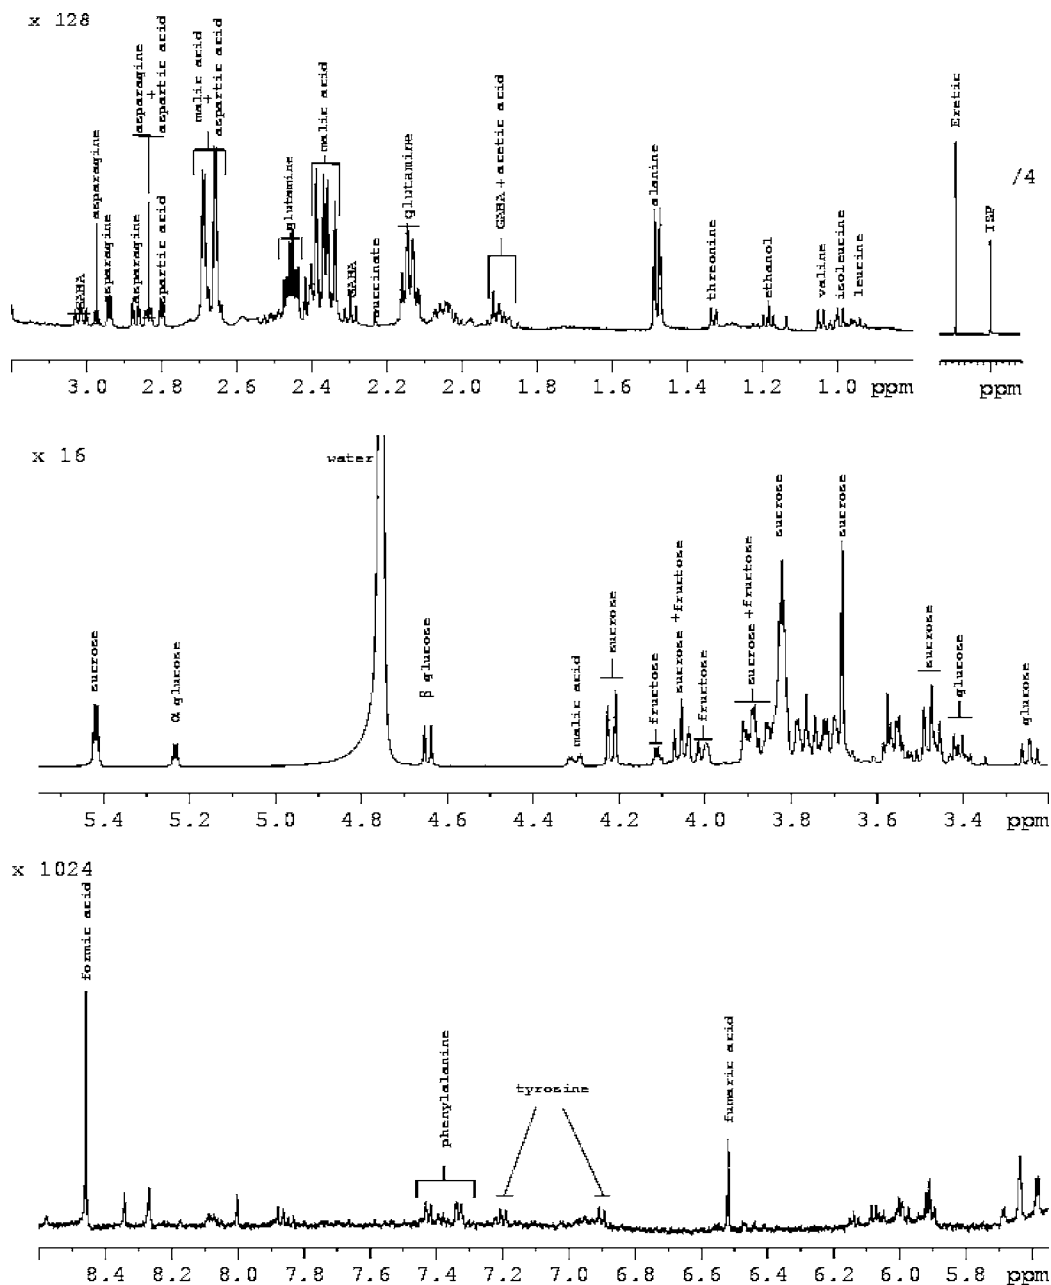 x 128
GABA
asparagine
asparagine
asparagine
asparagine
+
aspartic acid
aspartic acid
malic acid
+
aspartic acid
glutamine
malic acid
GABA
succinate
glutamine
GABA + acetic acid
alanine
threonine
ethanol
valine
isoleucine
leucine
Eretic
/4
TSP
3.0 2.8 2.6 2.4 2.2 2.0 1.8 1.6 1.4 1.2 1.0 ppm
ppm
x 16
sucrose
α glucose
water
β glucose
malic acid
sucrose
fructose
sucrose +fructose
fructose
sucrose +fructose
sucrose
sucrose
sucrose
glucose
glucose
5.4 5.2 5.0 4.8 4.6 4.4 4.2 4.0 3.8 3.6 3.4 ppm
x 1024
formic acid
phenylalanine
tyrosine
fumaric acid
8.4 8.2 8.0 7.8 7.6 7.4 7.2 7.0 6.8 6.6 6.4 6.2 6.0 5.8 ppm